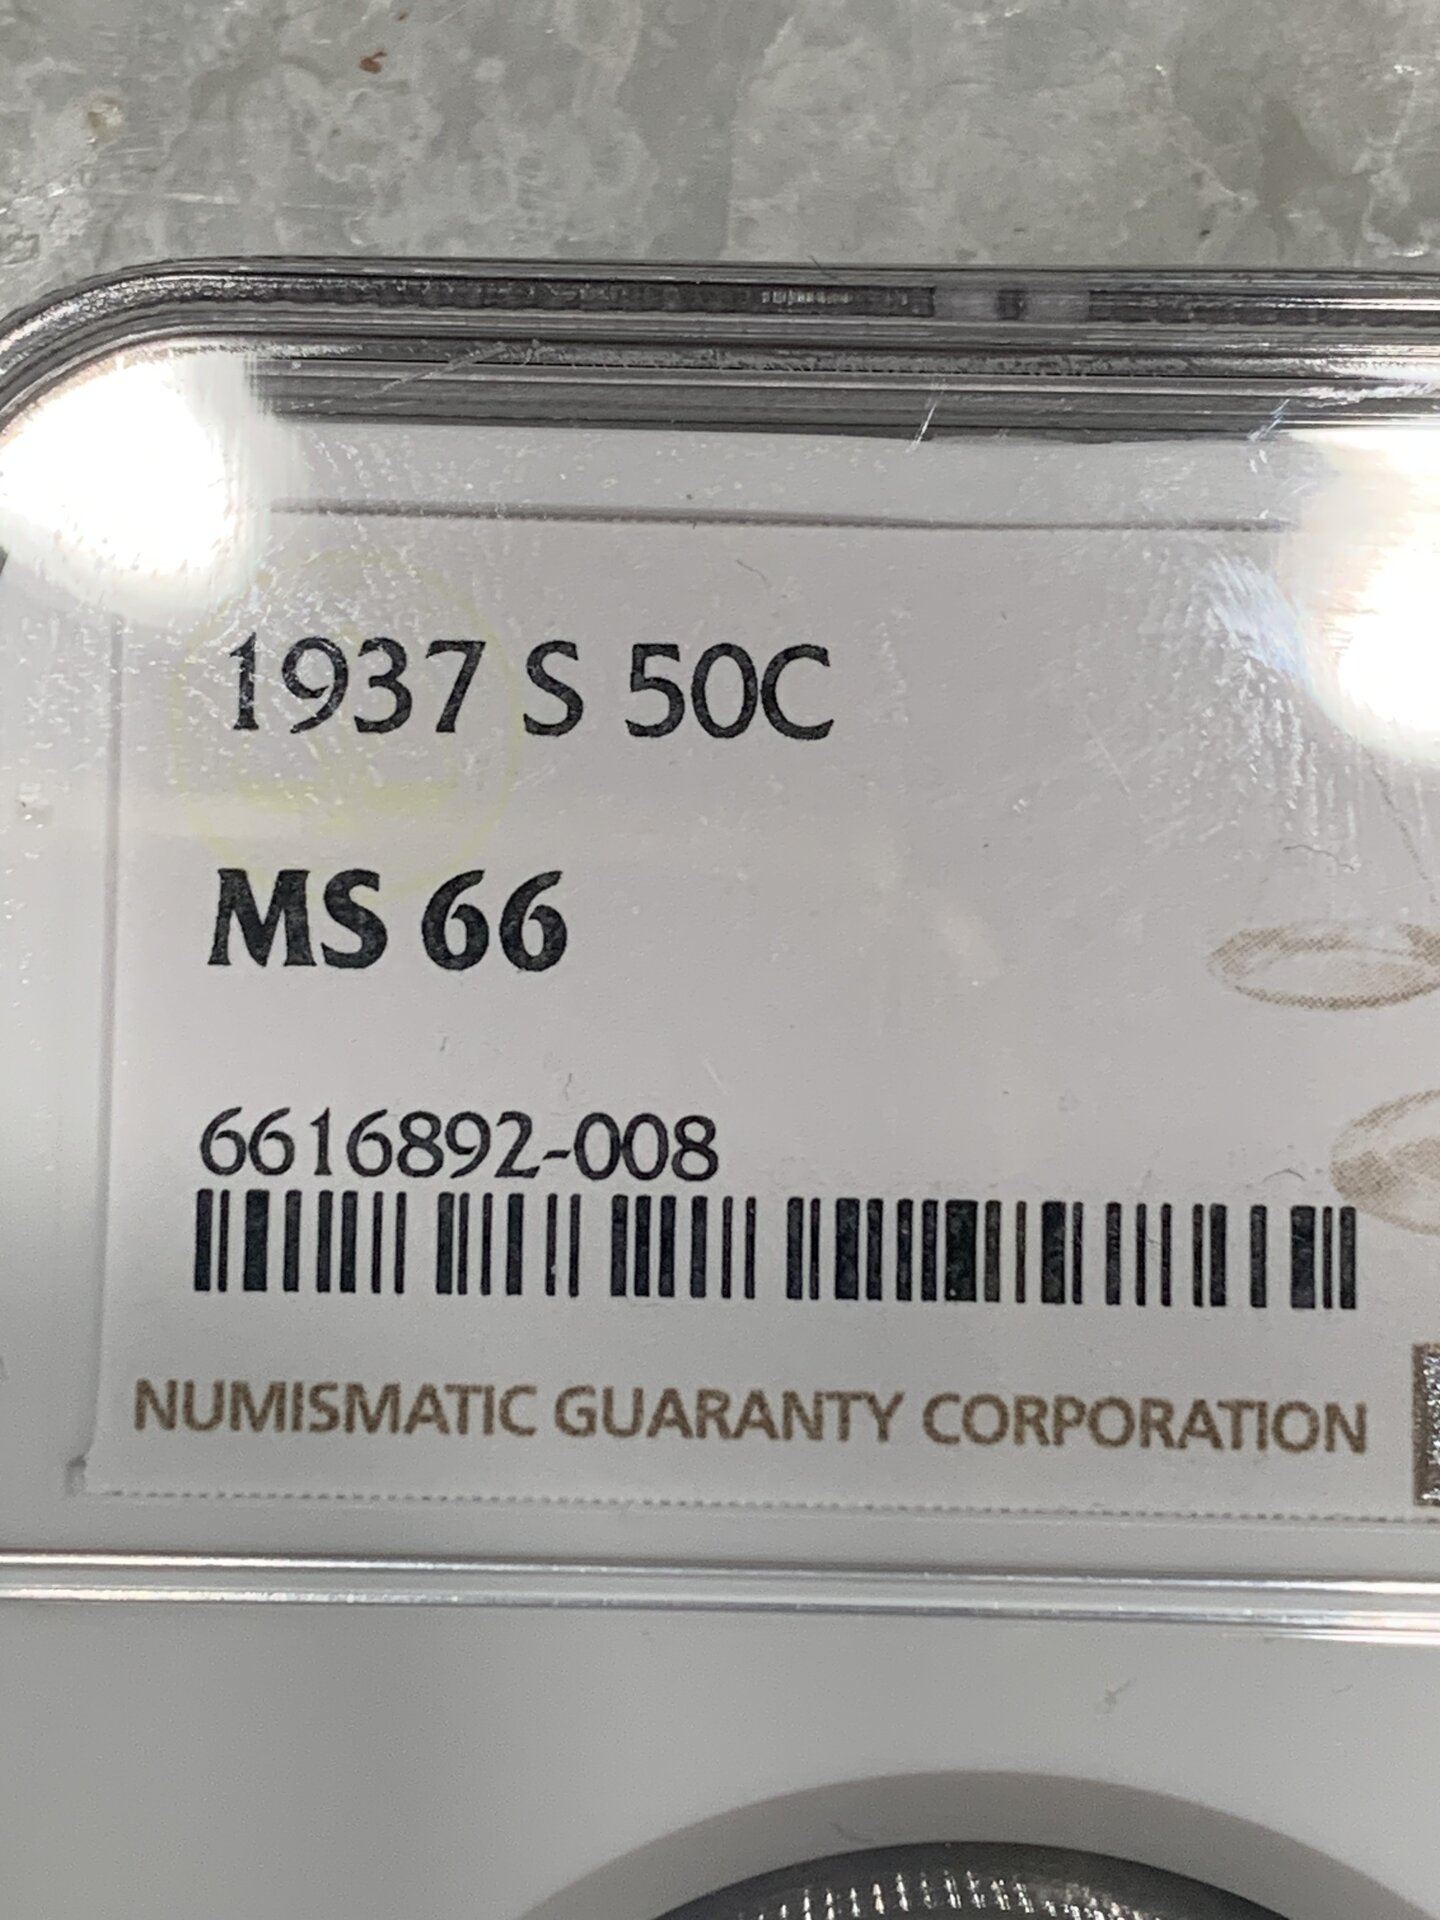 1937 S 50C
MS 66
6616892-008
NUMISMATIC GUARANTY CORPORATION